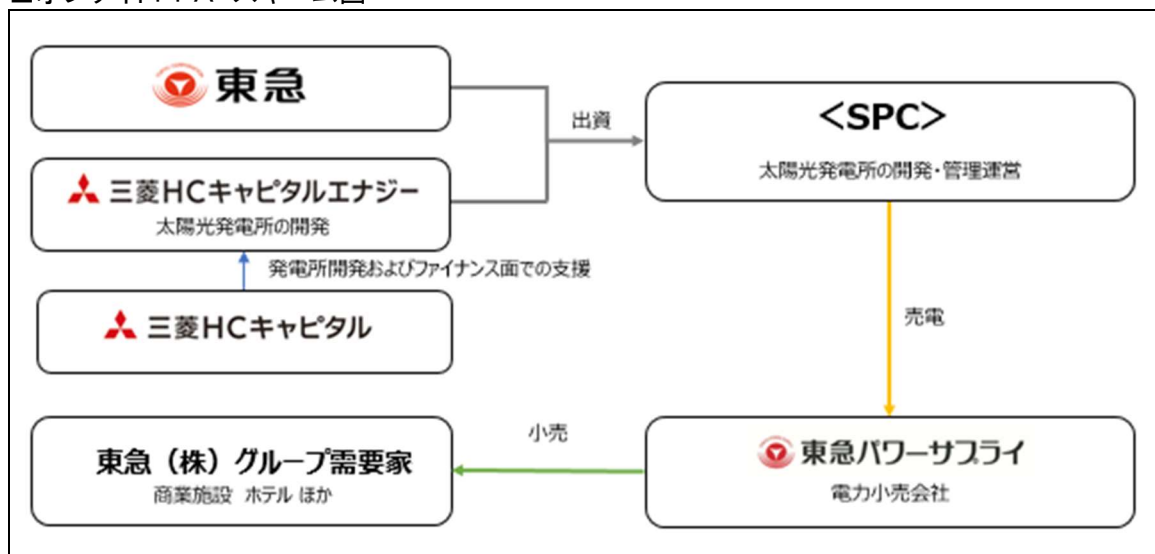 東急
出資
<SPC>
太陽光発電所の開発・管理運営
三菱HCキャピタルエナジー
太陽光発電所の開発
発電所開発およびファイナンス面での支援
三菱HCキャピタル
売電
東急パワーサプライ
電力小売会社
小売
東急（株）グループ需要家
商業施設 ホテル ほか